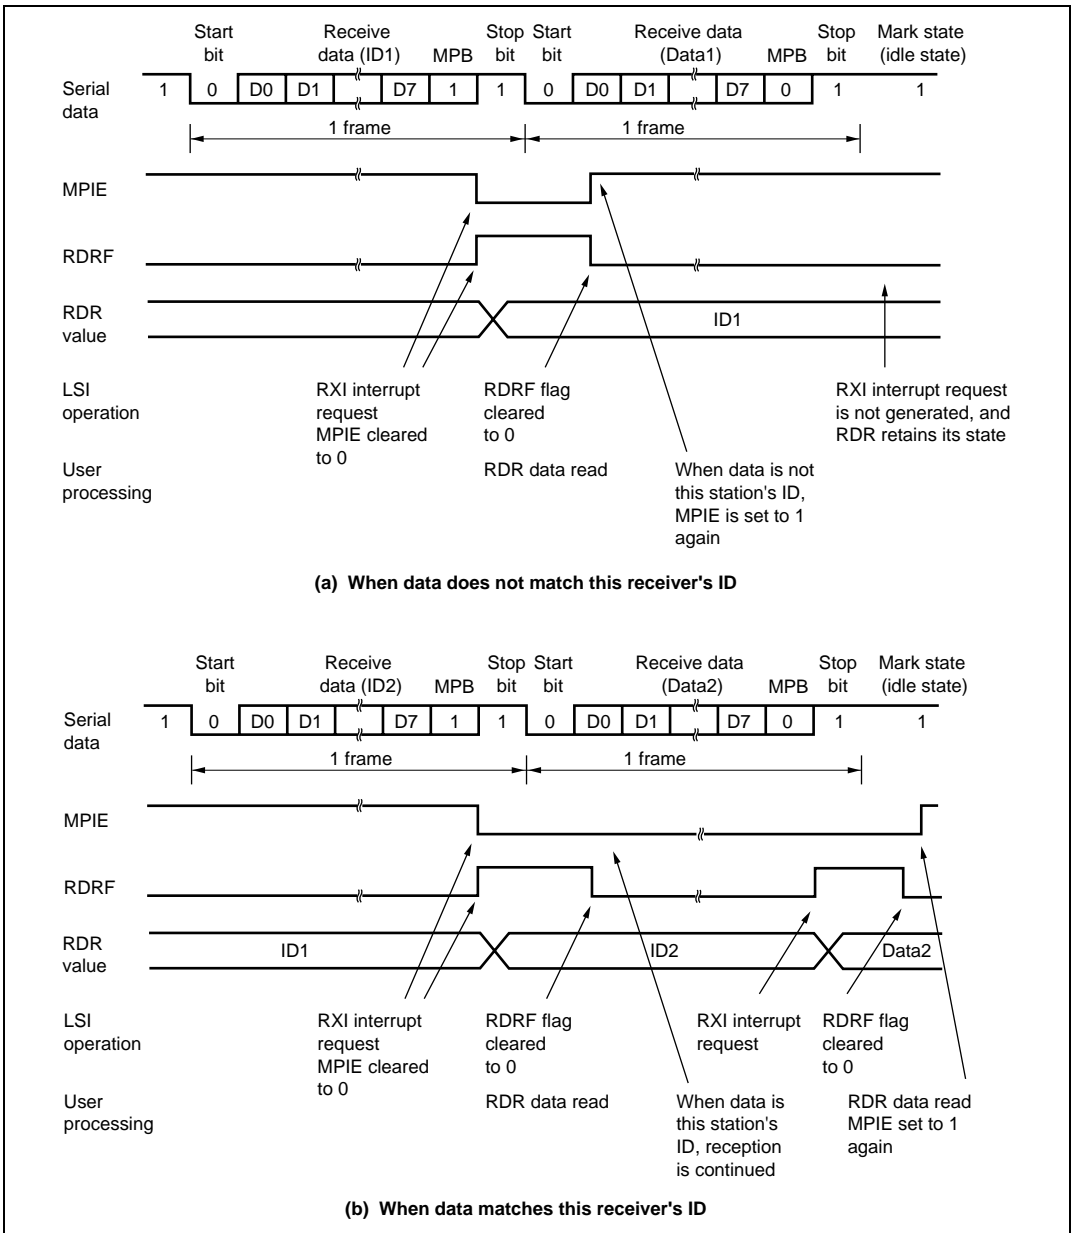 Start Receive Stop Start Receive data Stop Mark state
bit data (ID1) MPB bit bit (Data1) MPB bit (idle state)
Serial data 1 0 D0 D1 D7 1 1 0 D0 D1 D7 0 1 1
1 frame 1 frame
MPIE
RDRF
RDR value ID1
LSI operation
RXI interrupt request MPIE cleared to 0
RDRF flag cleared to 0
RXI interrupt request is not generated, and RDR retains its state
User processing
RDR data read
When data is not this station's ID, MPIE is set to 1 again
(a) When data does not match this receiver's ID
Start Receive Stop Start Receive data Stop Mark state
bit data (ID2) MPB bit bit (Data2) MPB bit (idle state)
Serial data 1 0 D0 D1 D7 1 1 0 D0 D1 D7 0 1 1
1 frame 1 frame
MPIE
RDRF
RDR value ID1 ID2 Data2
LSI operation
RXI interrupt request MPIE cleared to 0
RDRF flag cleared to 0
RXI interrupt request
RDRF flag cleared to 0
User processing
RDR data read
When data is this station's ID, reception is continued
RDR data read MPIE set to 1 again
(b) When data matches this receiver's ID